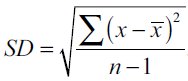 SD = √(∑(x − x̅)² / (n − 1))